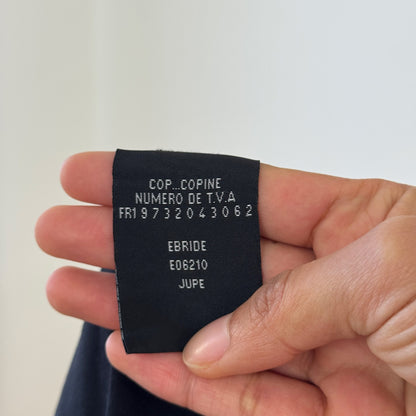 COP...COPINE
NUMERO DE T.V.A
FR19732043062
EBRIDE
E06210
JUPE